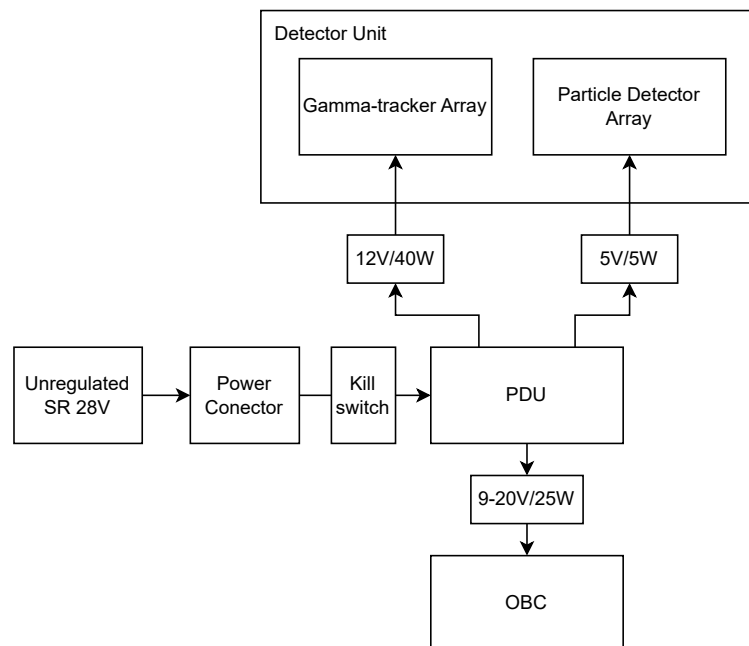 Detector Unit
Gamma-tracker Array
Particle Detector
Array
12V/40W
5V/5W
Unregulated
SR 28V
Power
Conector
Kill
switch
PDU
9-20V/25W
OBC